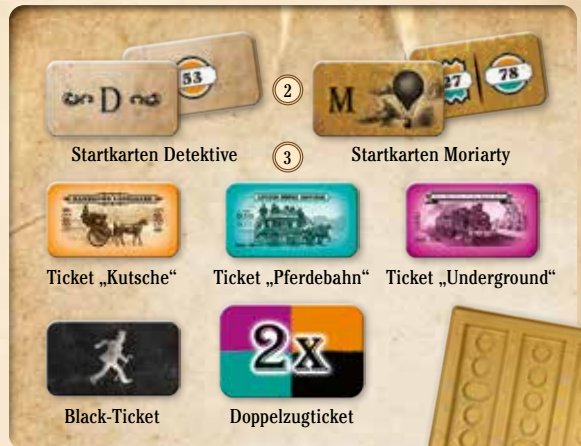 53
D
2
M
27 78
Startkarten Detektive
3
Startkarten Moriarty
Ticket „Kutsche“
Ticket „Pferdebahn“
Ticket „Underground“
2x
Black-Ticket
Doppelzugticket